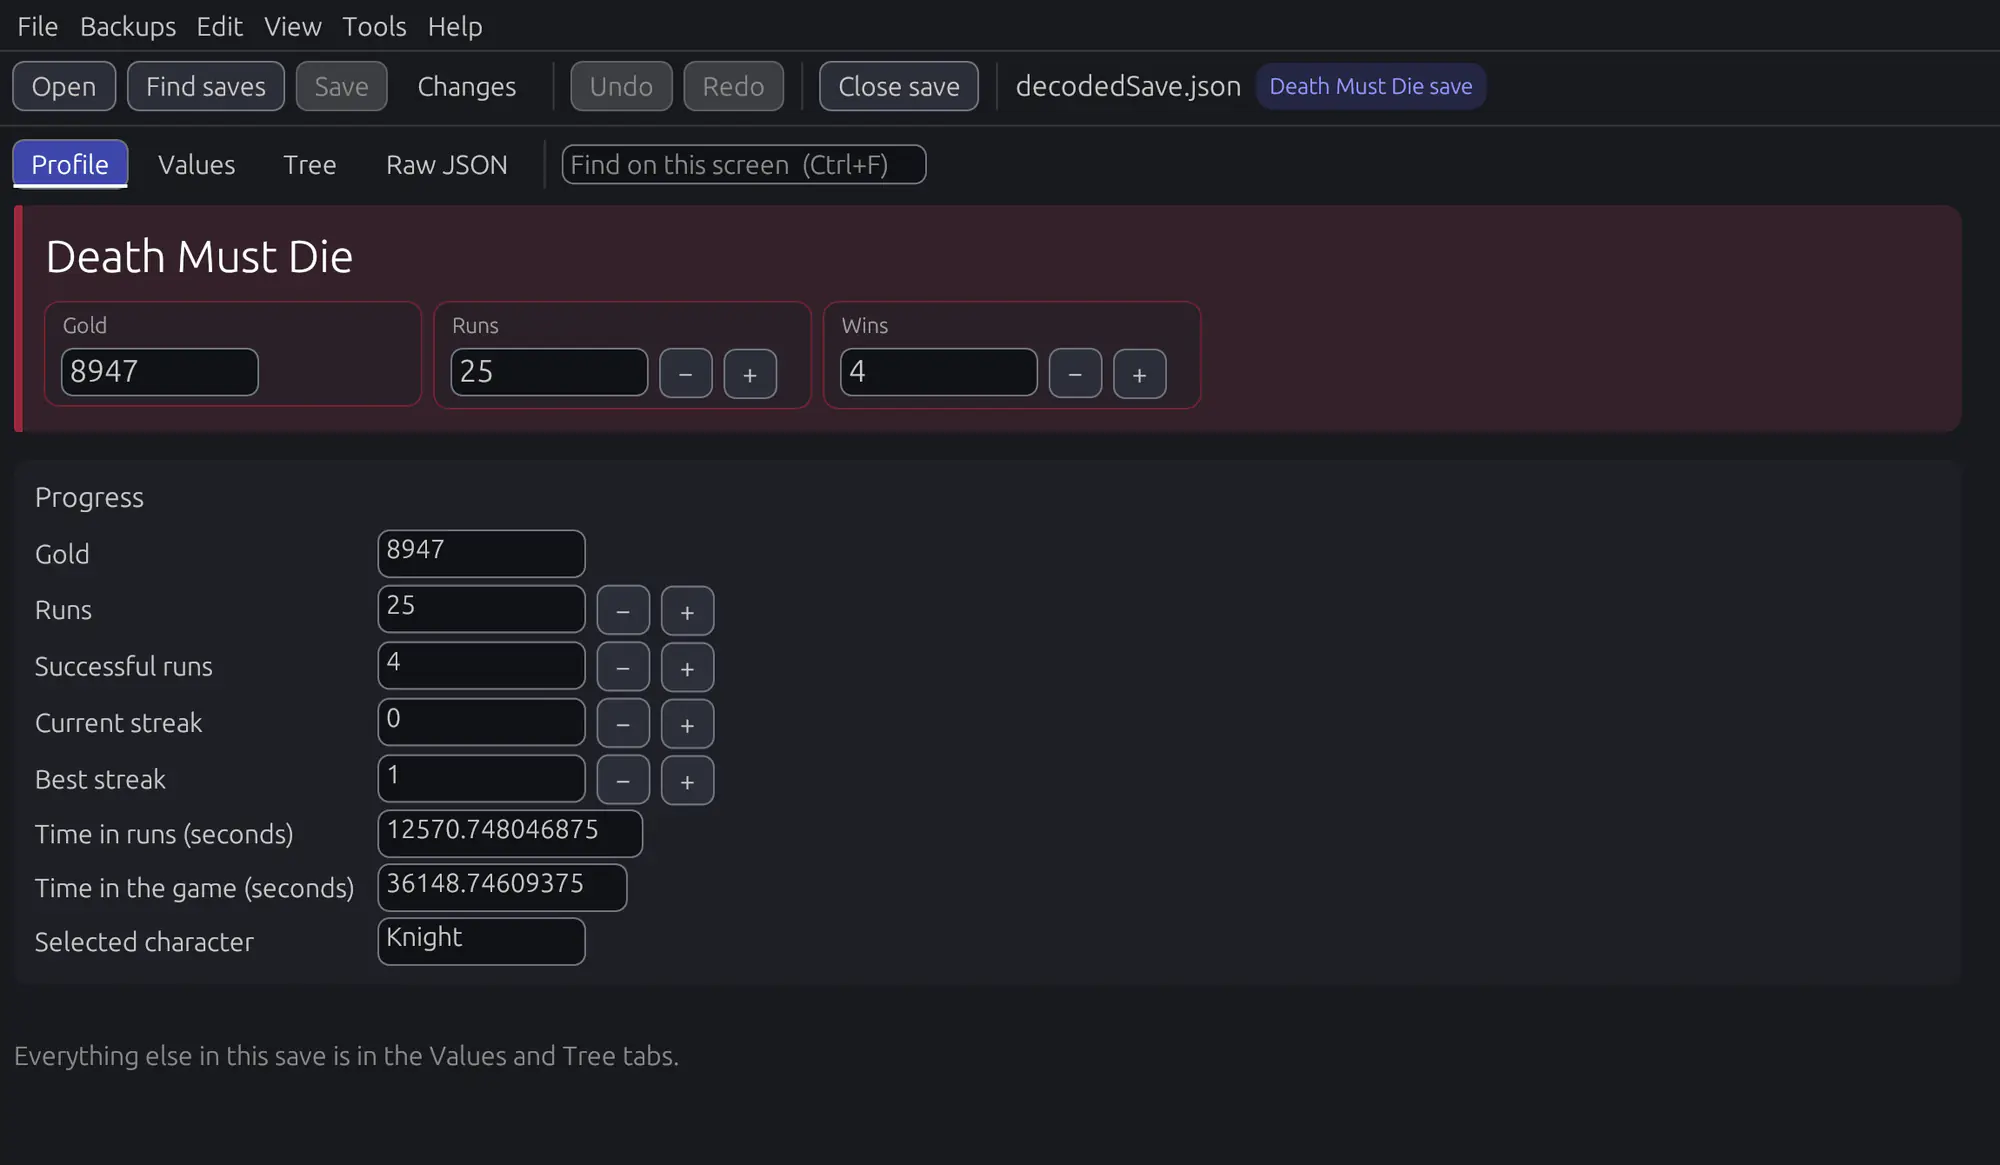 File Backups Edit View Tools Help
Open Find saves Save Changes Undo Redo Close save decodedSave.json Death Must Die save
Profile Values Tree Raw JSON Find on this screen (Ctrl+F)
Death Must Die
Gold Runs Wins
8947 25 − + 4 − +
Progress
Gold 8947
Runs 25 − +
Successful runs 4 − +
Current streak 0 − +
Best streak 1 − +
Time in runs (seconds) 12570.748046875
Time in the game (seconds) 36148.74609375
Selected character Knight
Everything else in this save is in the Values and Tree tabs.